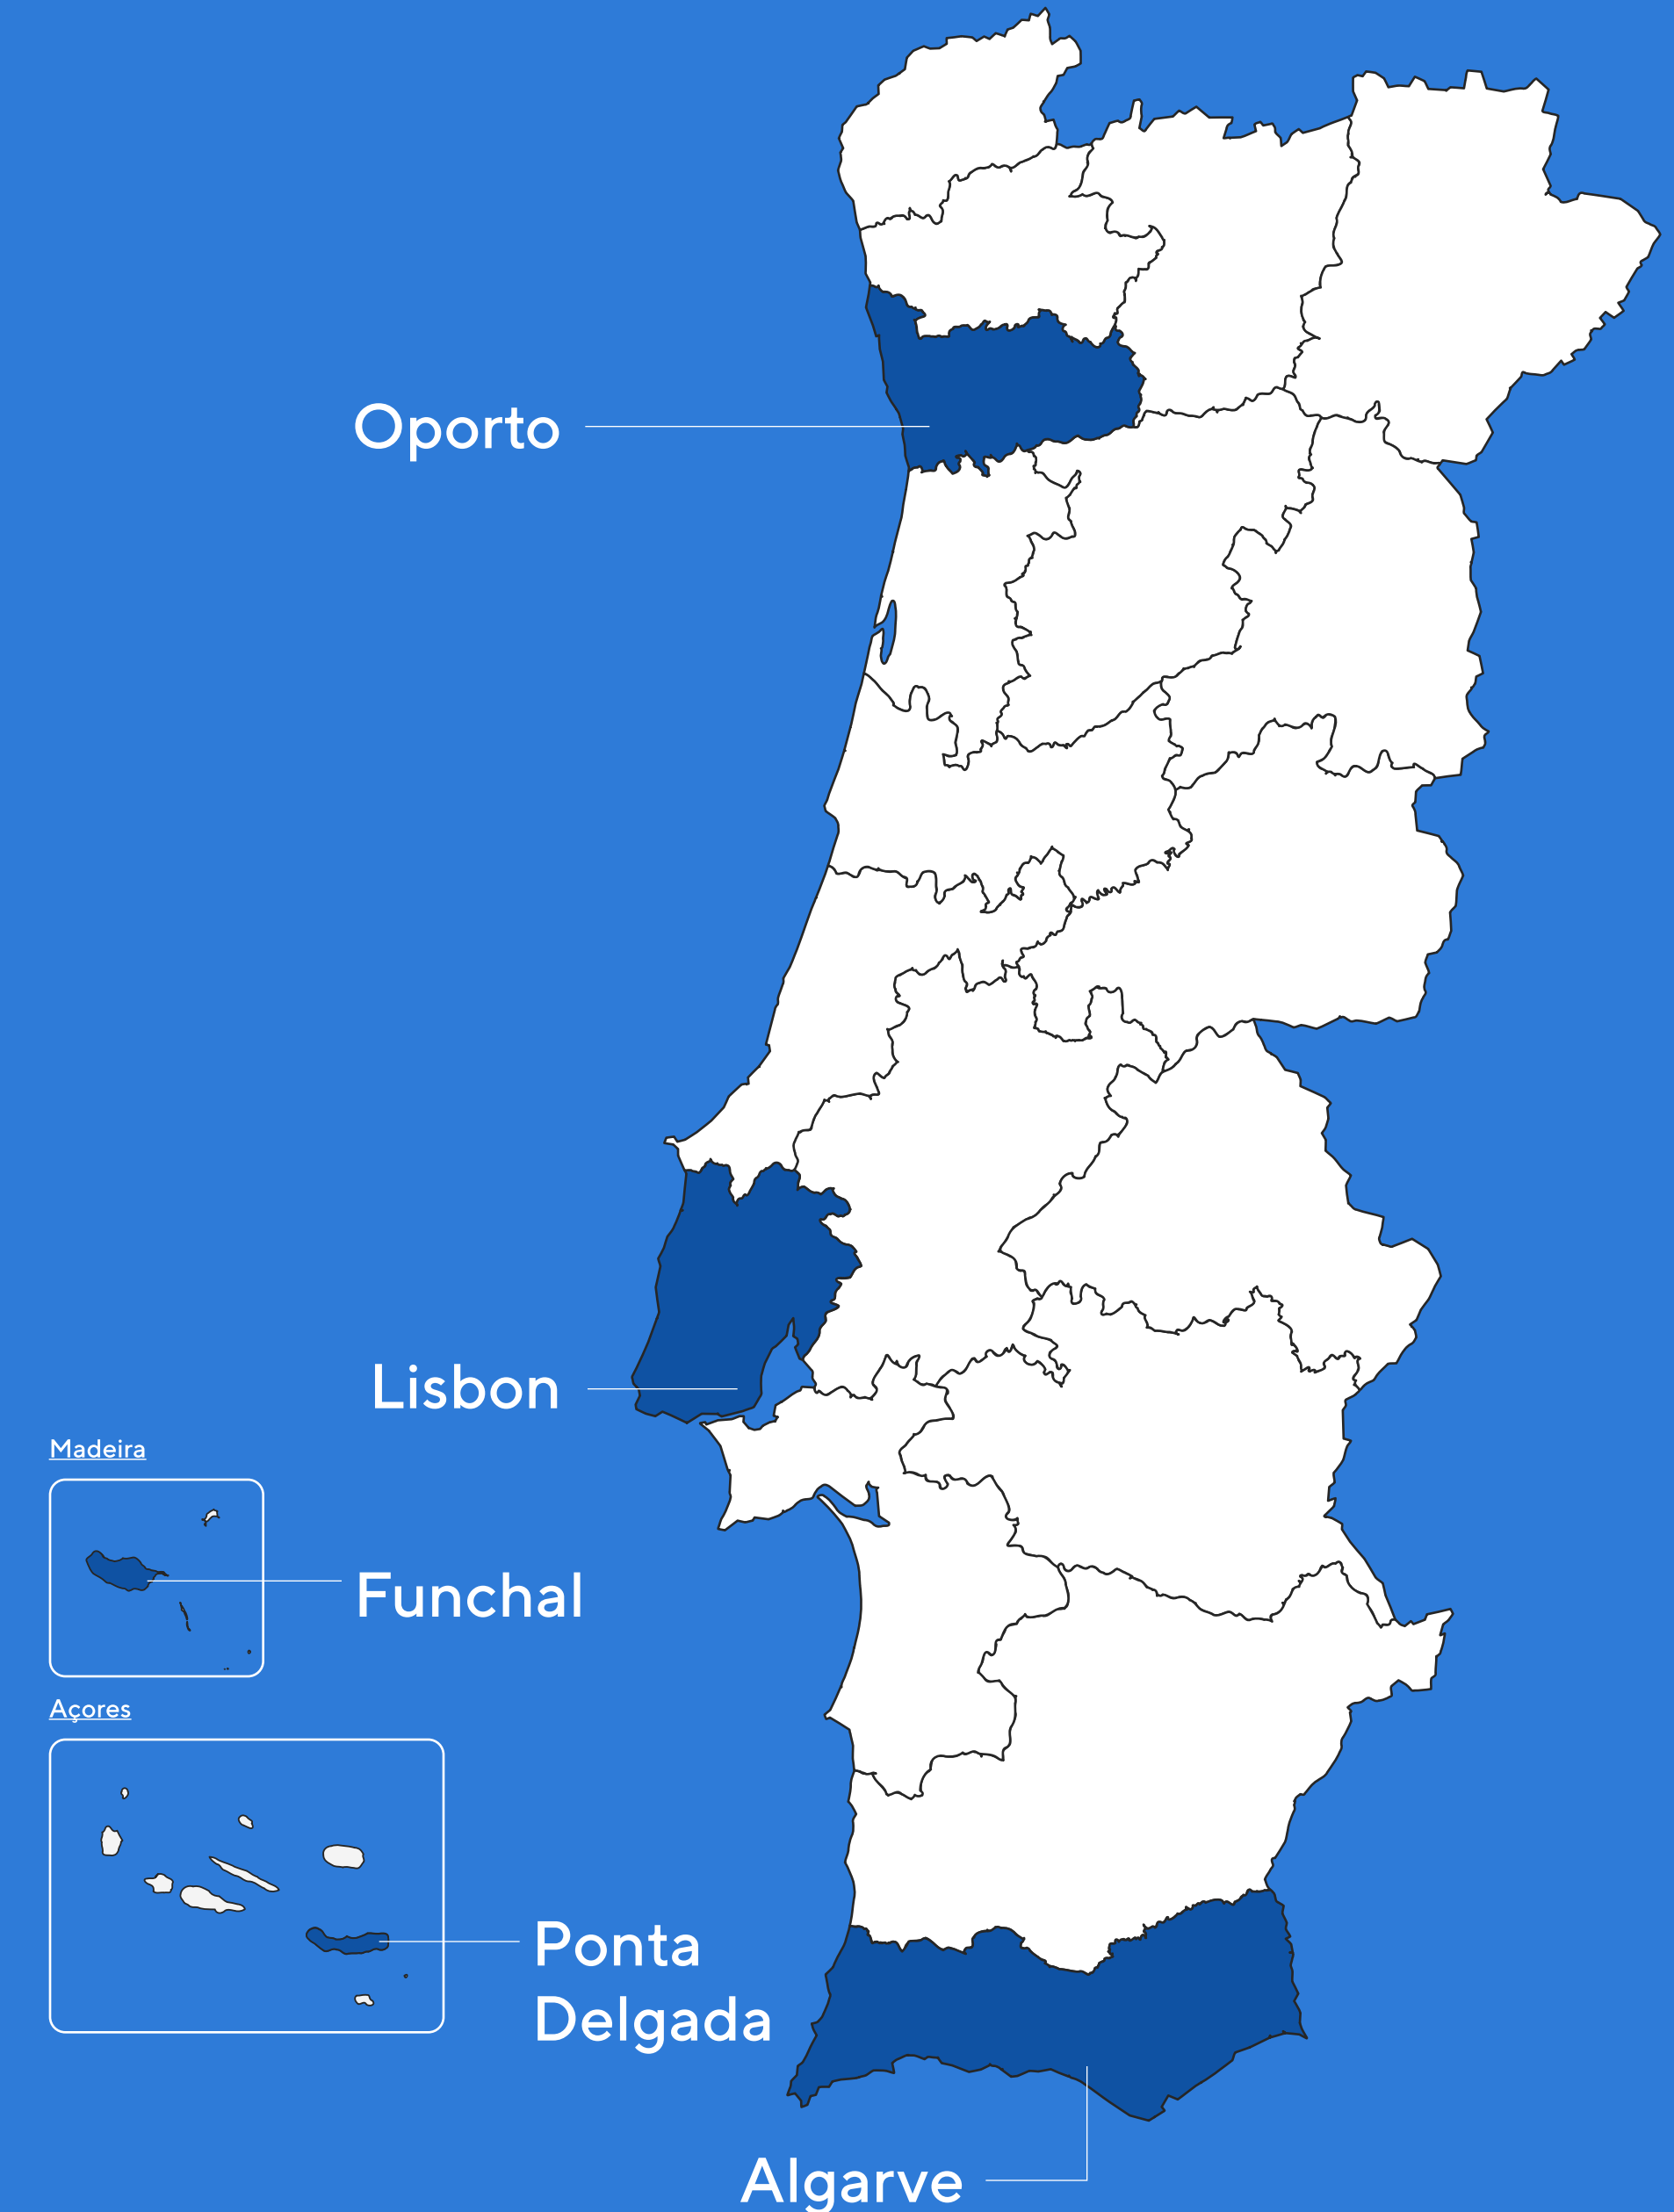 Oporto
Lisbon
Madeira
Funchal
Açores
Ponta
Delgada
Algarve